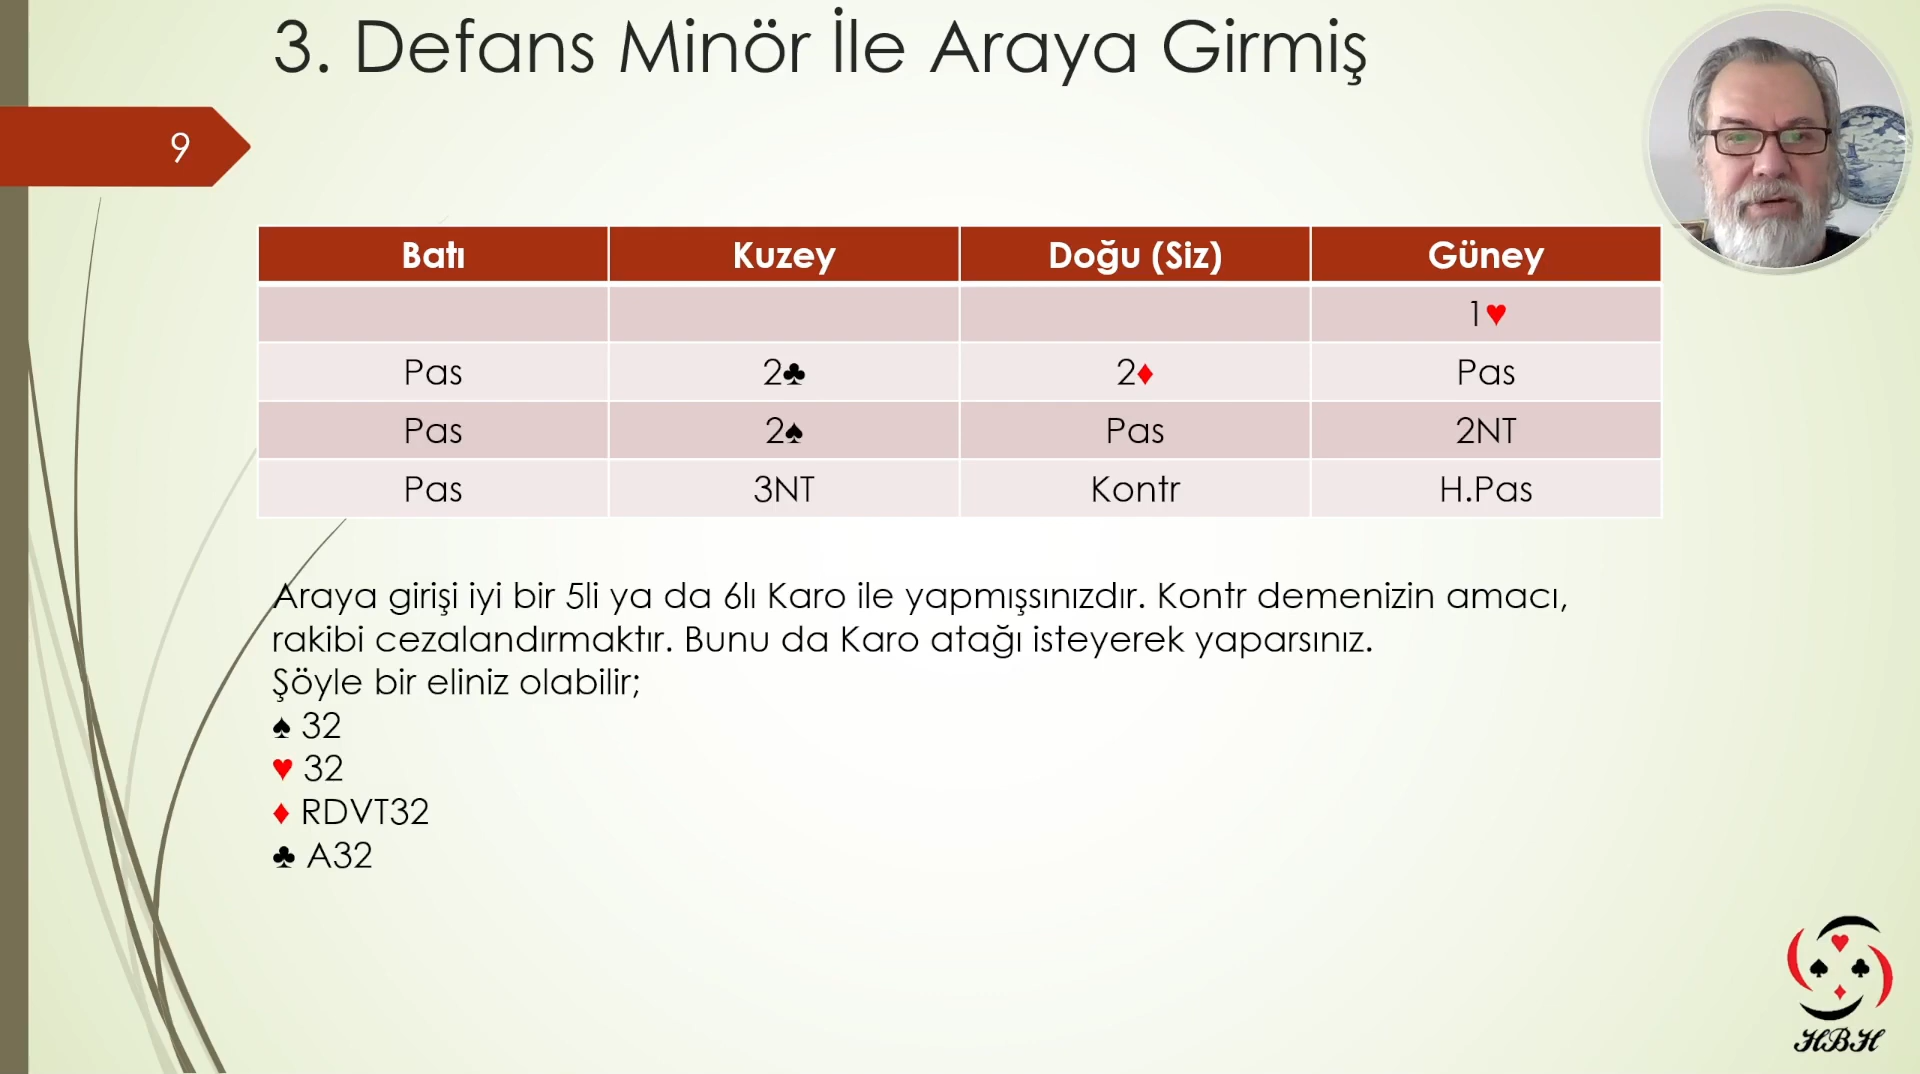 3. Defans Minör İle Araya Girmiş
9
Batı Kuzey Doğu (Siz) Güney
1♥
Pas 2♣ 2♦ Pas
Pas 2♠ Pas 2NT
Pas 3NT Kontr H.Pas
Araya girişi iyi bir 5li ya da 6lı Karo ile yapmışsınızdır. Kontr demenizin amacı,
rakibi cezalandırmaktır. Bunu da Karo atağı isteyerek yaparsınız.
Şöyle bir eliniz olabilir;
♠ 32
♥ 32
♦ RDVT32
♣ A32
HBH